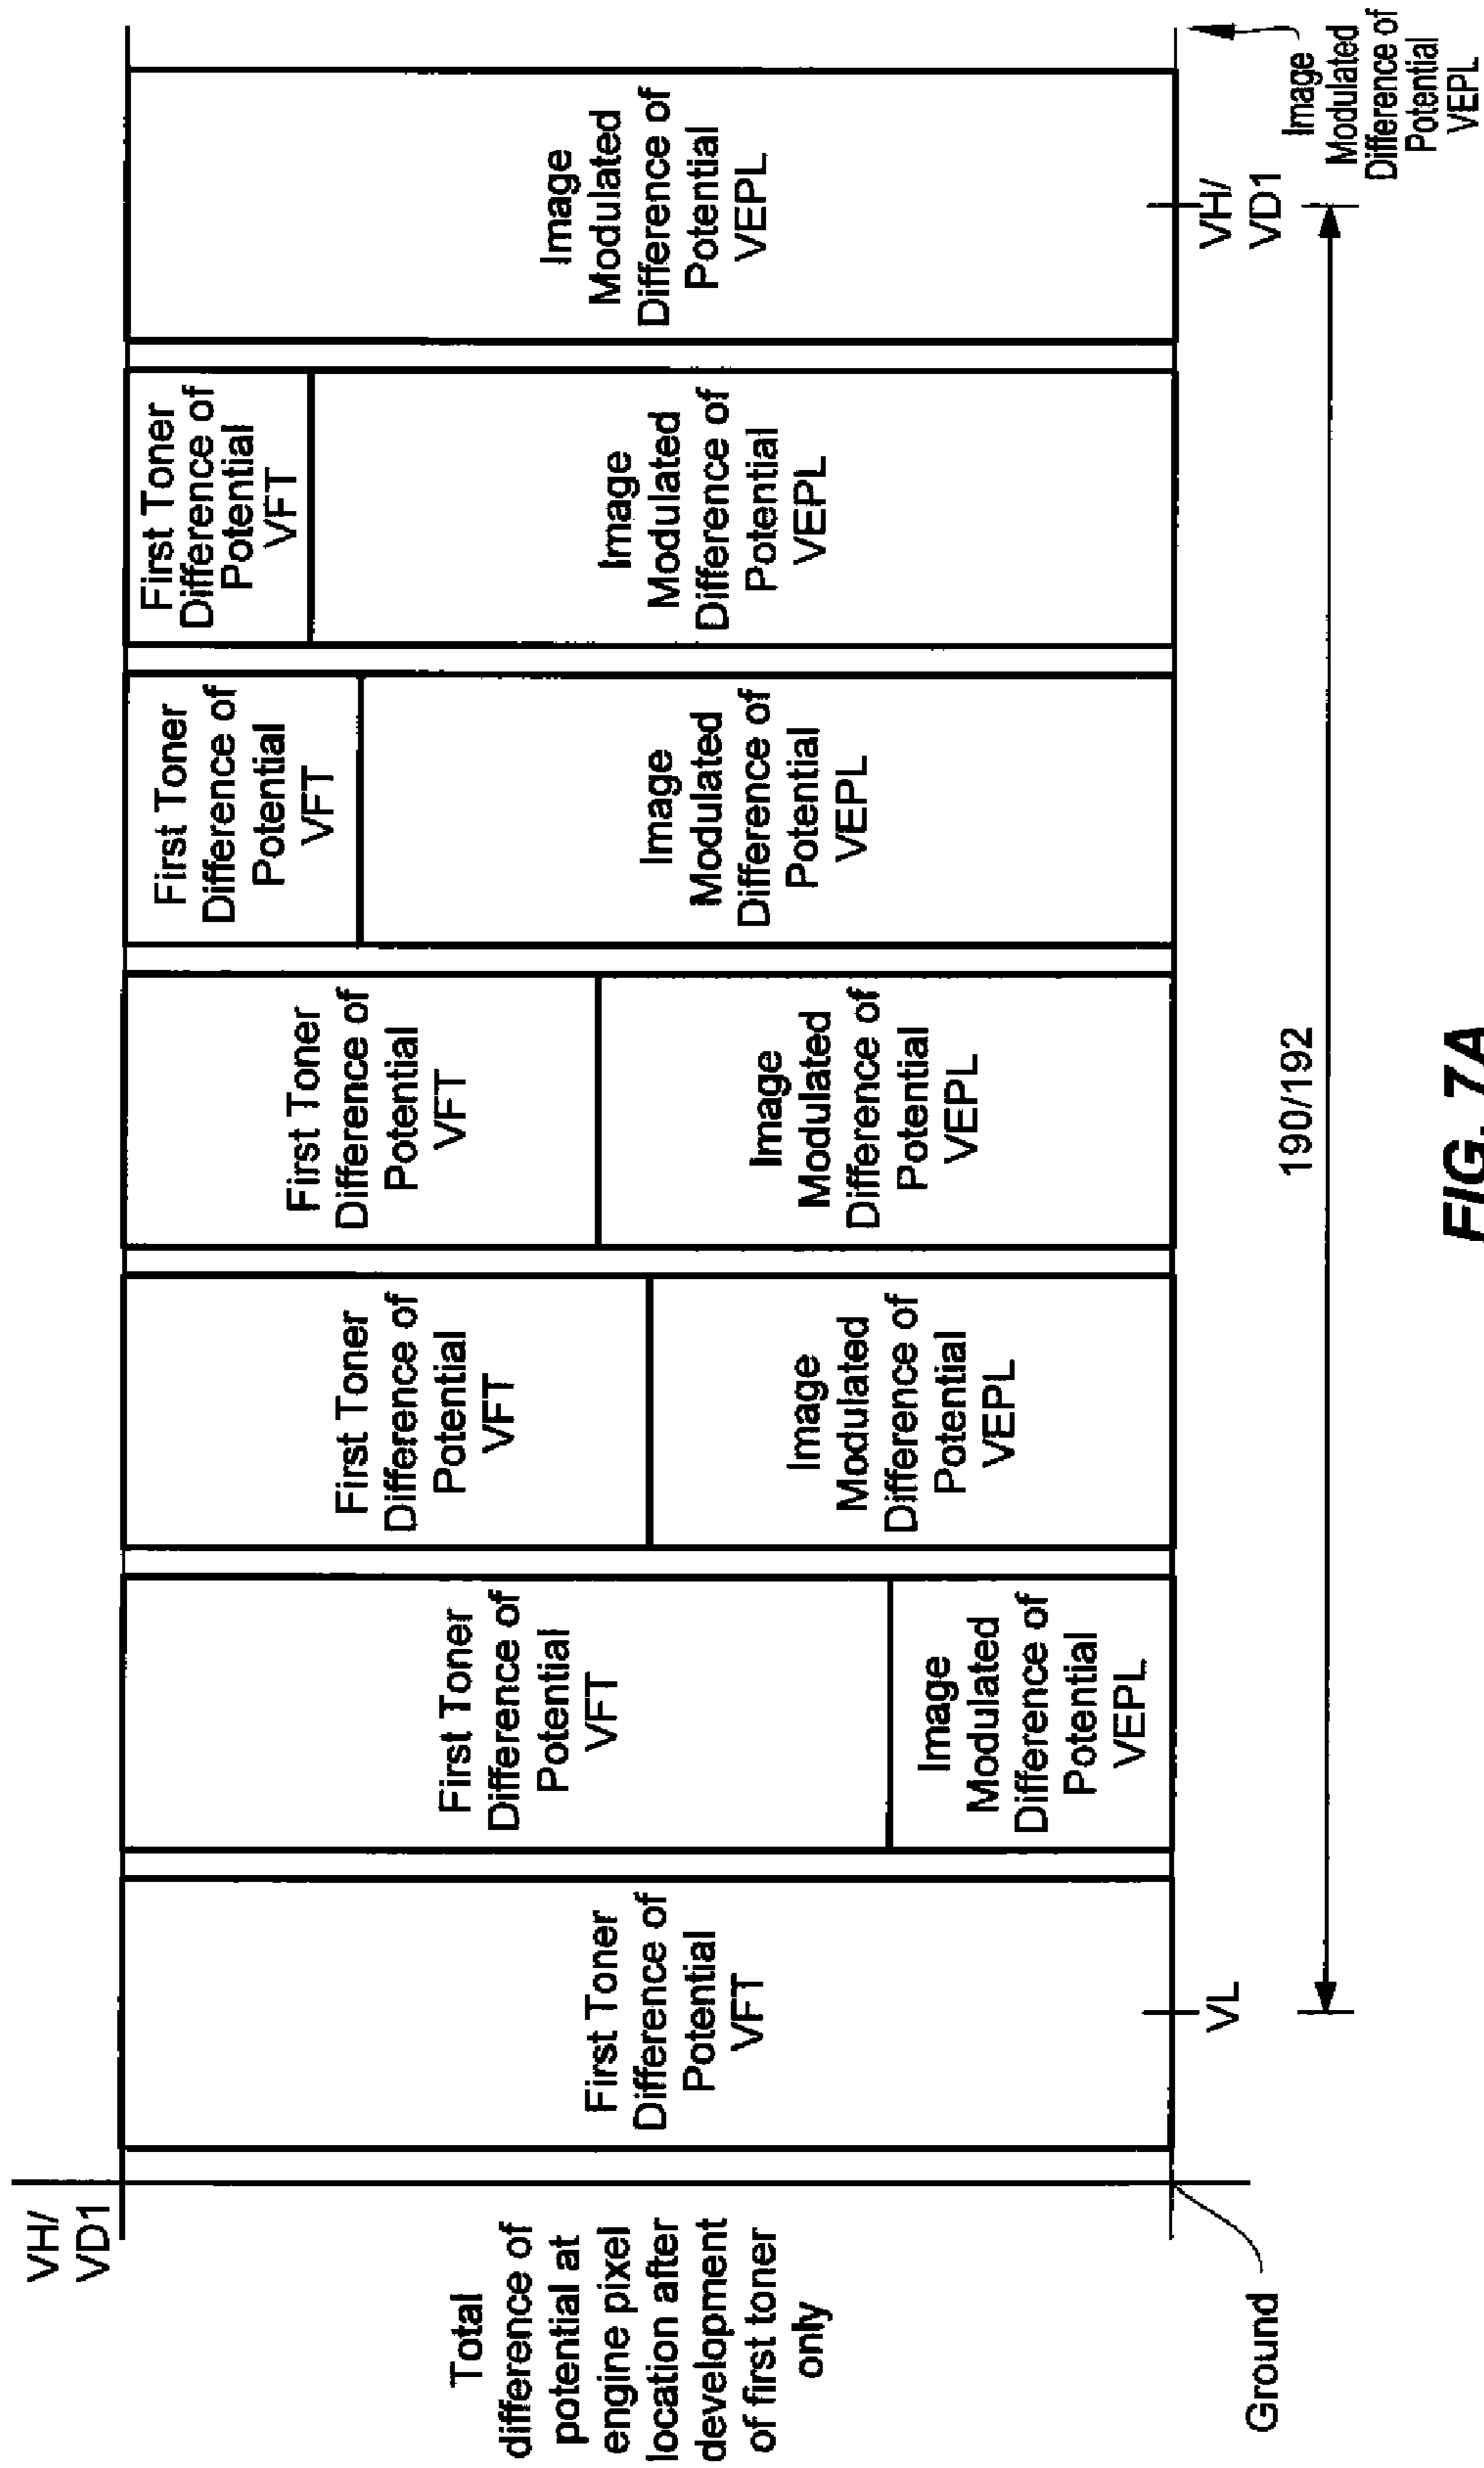 VH/
VD1
Total
difference of
potential at
engine pixel
location after
development
of first toner
only
Ground
First Toner
Difference of
Potential
VFT
First Toner
Difference of
Potential
VFT
Image
Modulated
Difference of
Potential
VEPL
First Toner
Difference of
Potential
VFT
Image
Modulated
Difference of
Potential
VEPL
First Toner
Difference of
Potential
VFT
Image
Modulated
Difference of
Potential
VEPL
First Toner
Difference of
Potential
VFT
Image
Modulated
Difference of
Potential
VEPL
First Toner
Difference of
Potential
VFT
Image
Modulated
Difference of
Potential
VEPL
Image
Modulated
Difference of
Potential
VEPL
VL
VH/
VD1
Image
Modulated
Difference of
Potential
VEPL
190/192
FIG. 7A